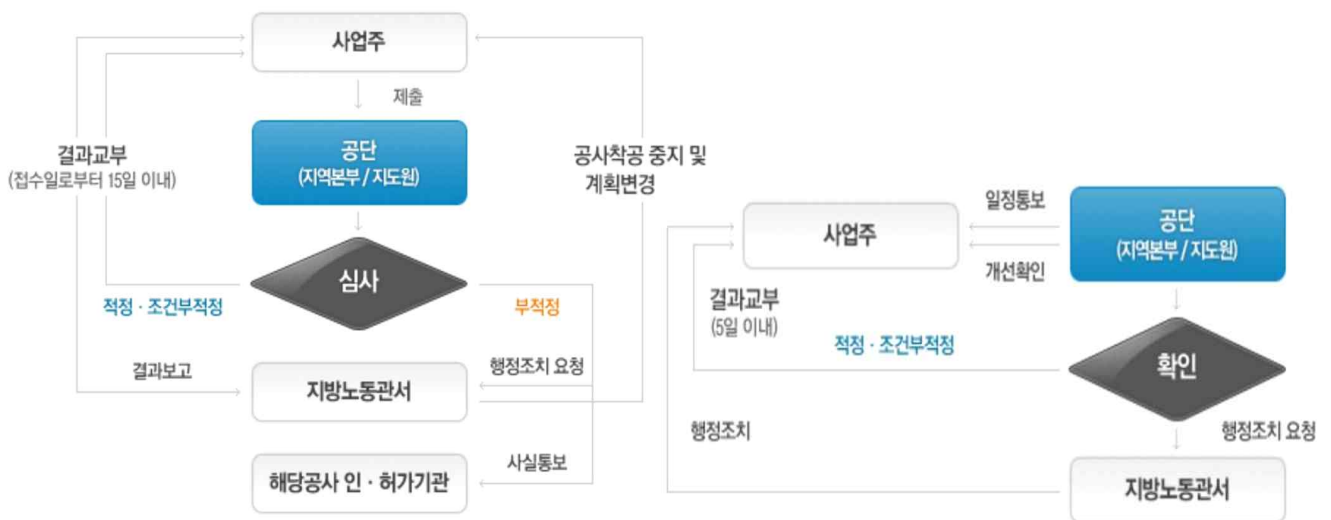 사업주
제출
공단
(지역본부 / 지도원)
결과교부
(접수일로부터 15일 이내)
공사착공 중지 및
계획변경
심사
적정 · 조건부적정
부적정
결과보고
지방노동관서
행정조치 요청
사실통보
해당공사 인 · 허가기관
사업주
일정통보
개선확인
공단
(지역본부 / 지도원)
결과교부
(5일 이내)
적정 · 조건부적정
확인
행정조치
행정조치 요청
지방노동관서